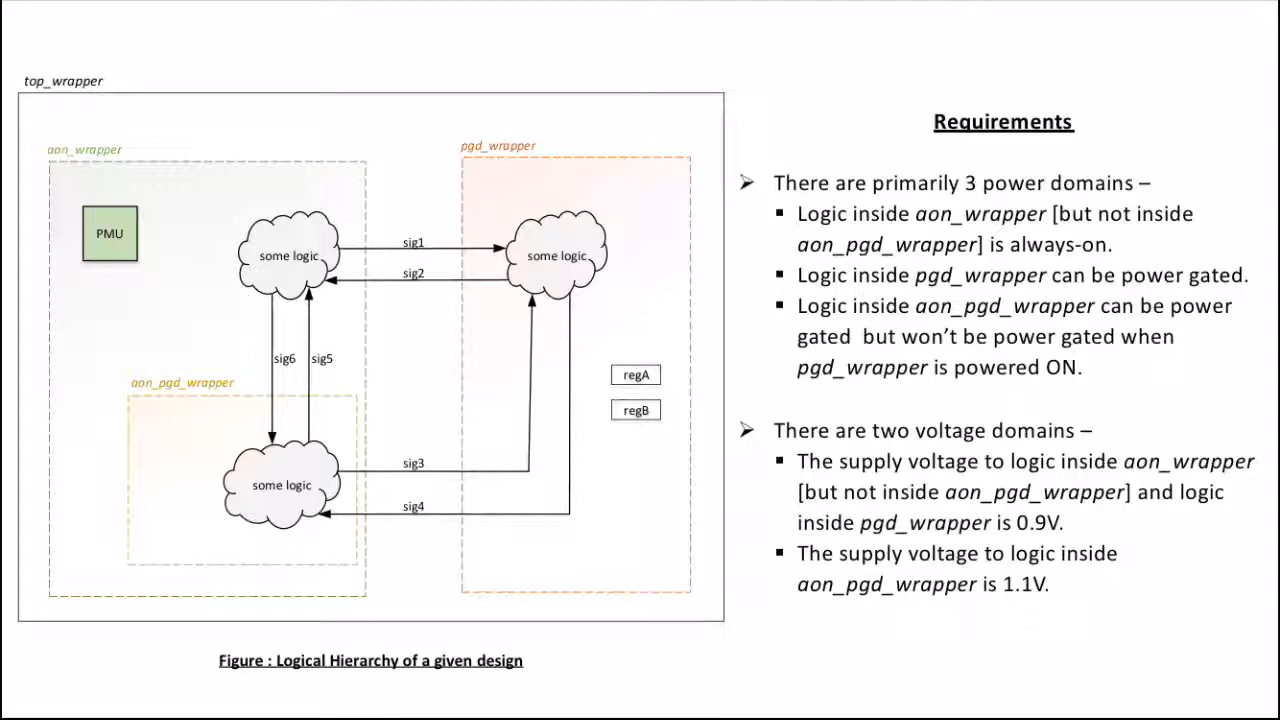 top_wrapper
aon_wrapper
pgd_wrapper
PMU
some logic
sig1
some logic
sig2
sig6
sig5
regA
aon_pgd_wrapper
regB
sig3
some logic
sig4
Figure : Logical Hierarchy of a given design
Requirements
➢ There are primarily 3 power domains –
▪ Logic inside aon_wrapper [but not inside
aon_pgd_wrapper] is always-on.
▪ Logic inside pgd_wrapper can be power gated.
▪ Logic inside aon_pgd_wrapper can be power
gated but won’t be power gated when
pgd_wrapper is powered ON.
➢ There are two voltage domains –
▪ The supply voltage to logic inside aon_wrapper
[but not inside aon_pgd_wrapper] and logic
inside pgd_wrapper is 0.9V.
▪ The supply voltage to logic inside
aon_pgd_wrapper is 1.1V.